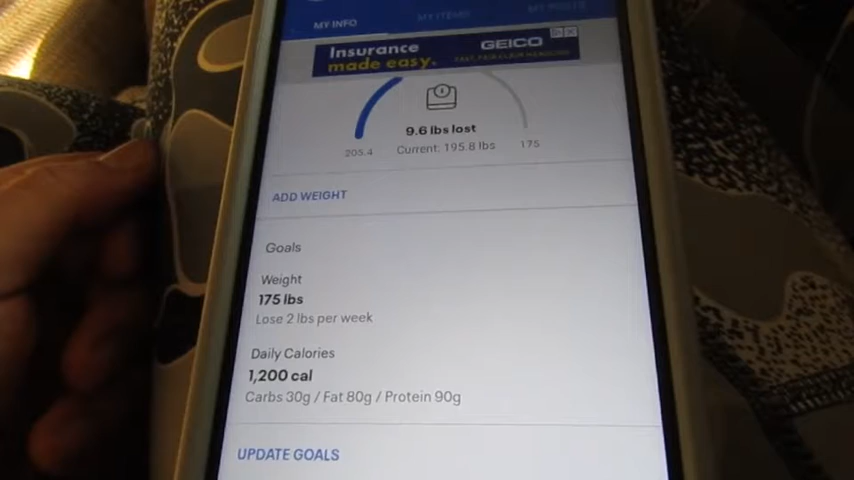 MY INFO
MY ITEMS
MY POSTS
Insurance
made easy.
GEICO
9.6 lbs lost
205.4
Current: 195.8 lbs
175
ADD WEIGHT
Goals
Weight
175 lbs
Lose 2 lbs per week
Daily Calories
1,200 cal
Carbs 30g / Fat 80g / Protein 90g
UPDATE GOALS